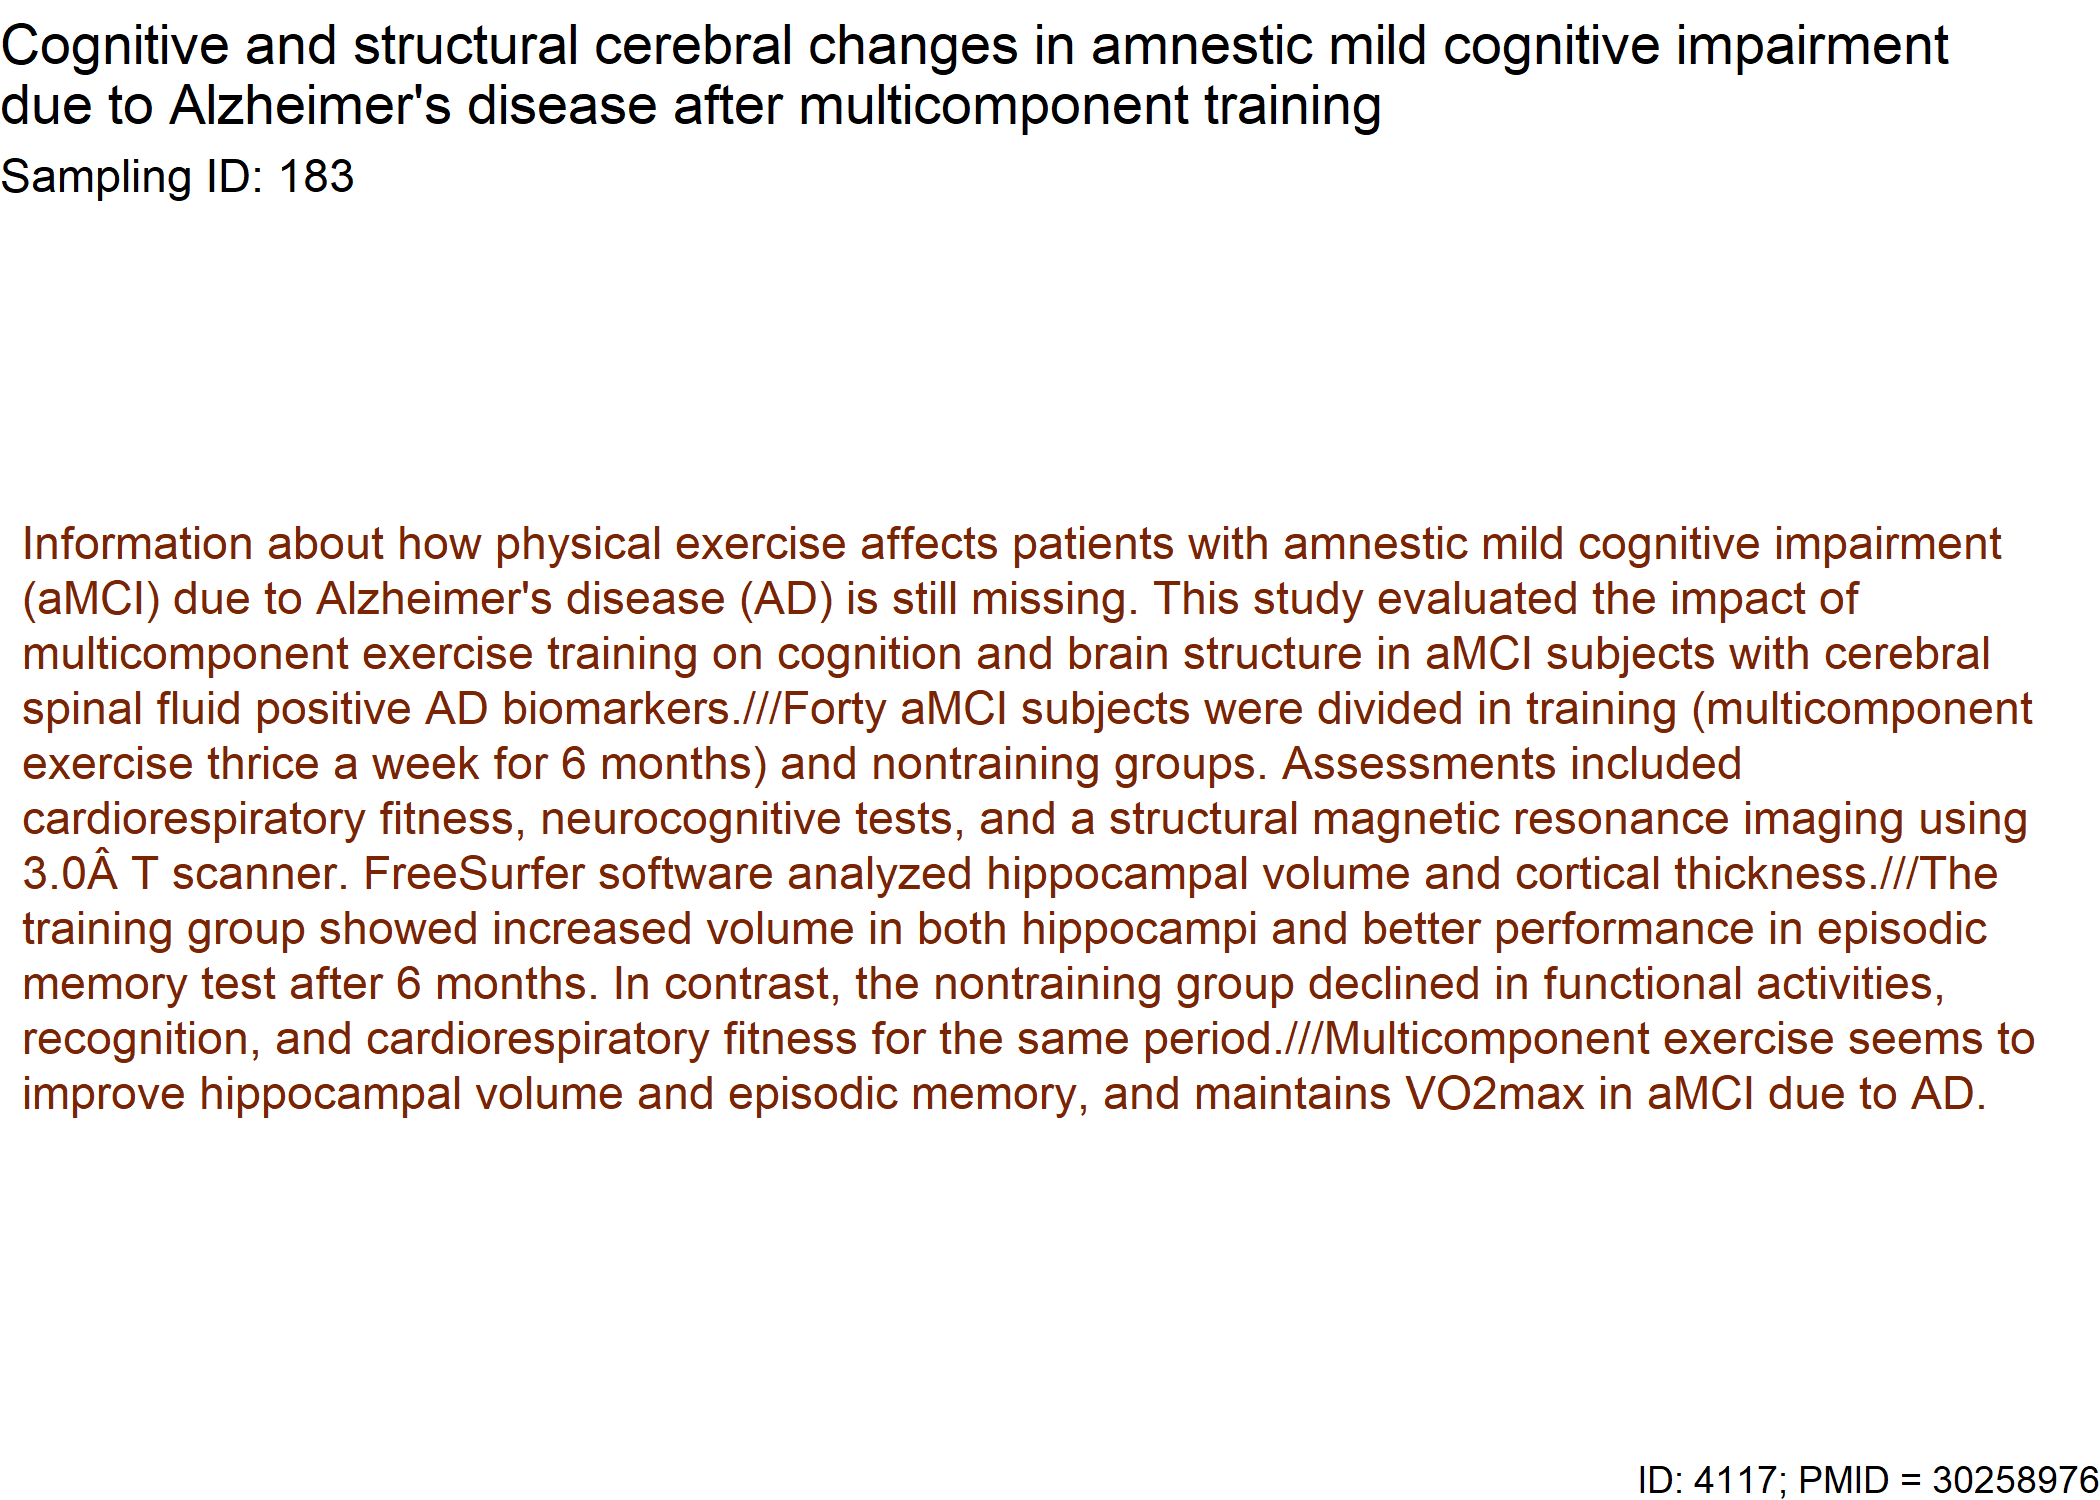 Cognitive and structural cerebral changes in amnestic mild cognitive impairment
due to Alzheimer's disease after multicomponent training
Sampling ID: 183
Information about how physical exercise affects patients with amnestic mild cognitive impairment
(aMCI) due to Alzheimer's disease (AD) is still missing. This study evaluated the impact of
multicomponent exercise training on cognition and brain structure in aMCI subjects with cerebral
spinal fluid positive AD biomarkers.///Forty aMCI subjects were divided in training (multicomponent
exercise thrice a week for 6 months) and nontraining groups. Assessments included
cardiorespiratory fitness, neurocognitive tests, and a structural magnetic resonance imaging using
3.0Â T scanner. FreeSurfer software analyzed hippocampal volume and cortical thickness.///The
training group showed increased volume in both hippocampi and better performance in episodic
memory test after 6 months. In contrast, the nontraining group declined in functional activities,
recognition, and cardiorespiratory fitness for the same period.///Multicomponent exercise seems to
improve hippocampal volume and episodic memory, and maintains VO2max in aMCI due to AD.
ID: 4117; PMID = 30258976